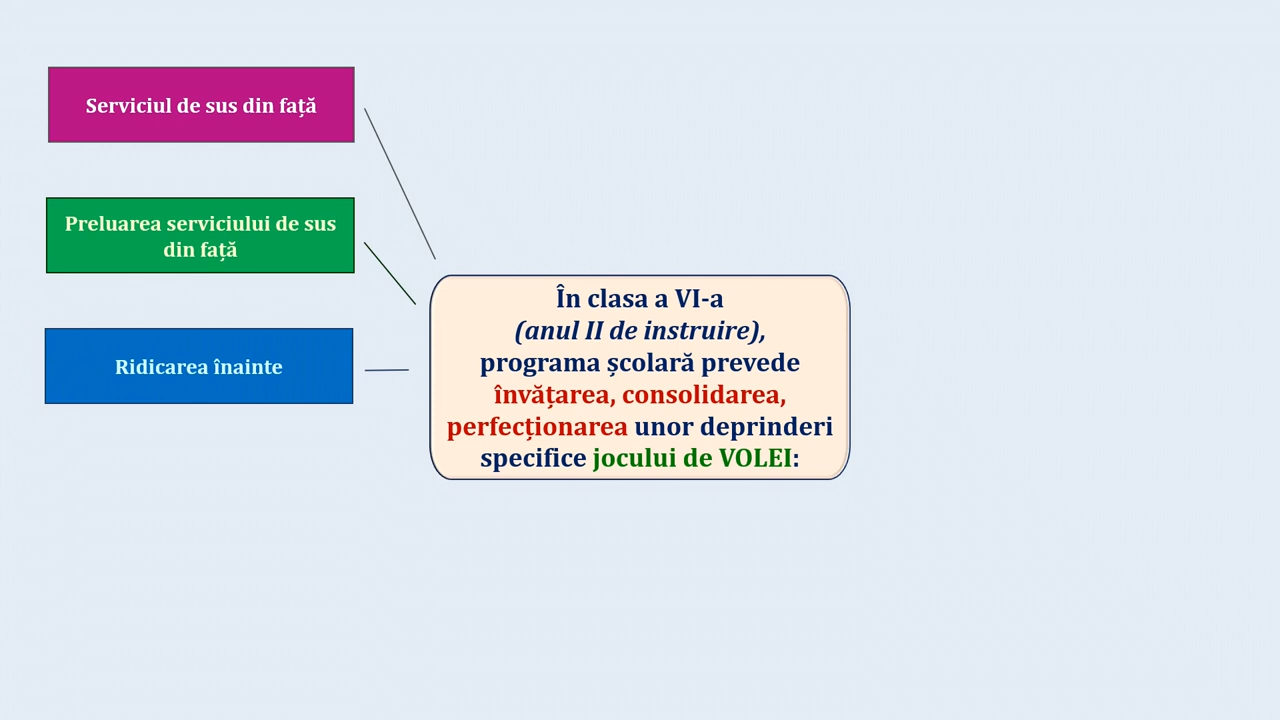 Serviciul de sus din față
Preluarea serviciului de sus
din față
Ridicarea înainte
În clasa a VI-a
(anul II de instruire),
programa școlară prevede
învățarea, consolidarea,
perfecționarea unor deprinderi
specifice jocului de VOLEI: